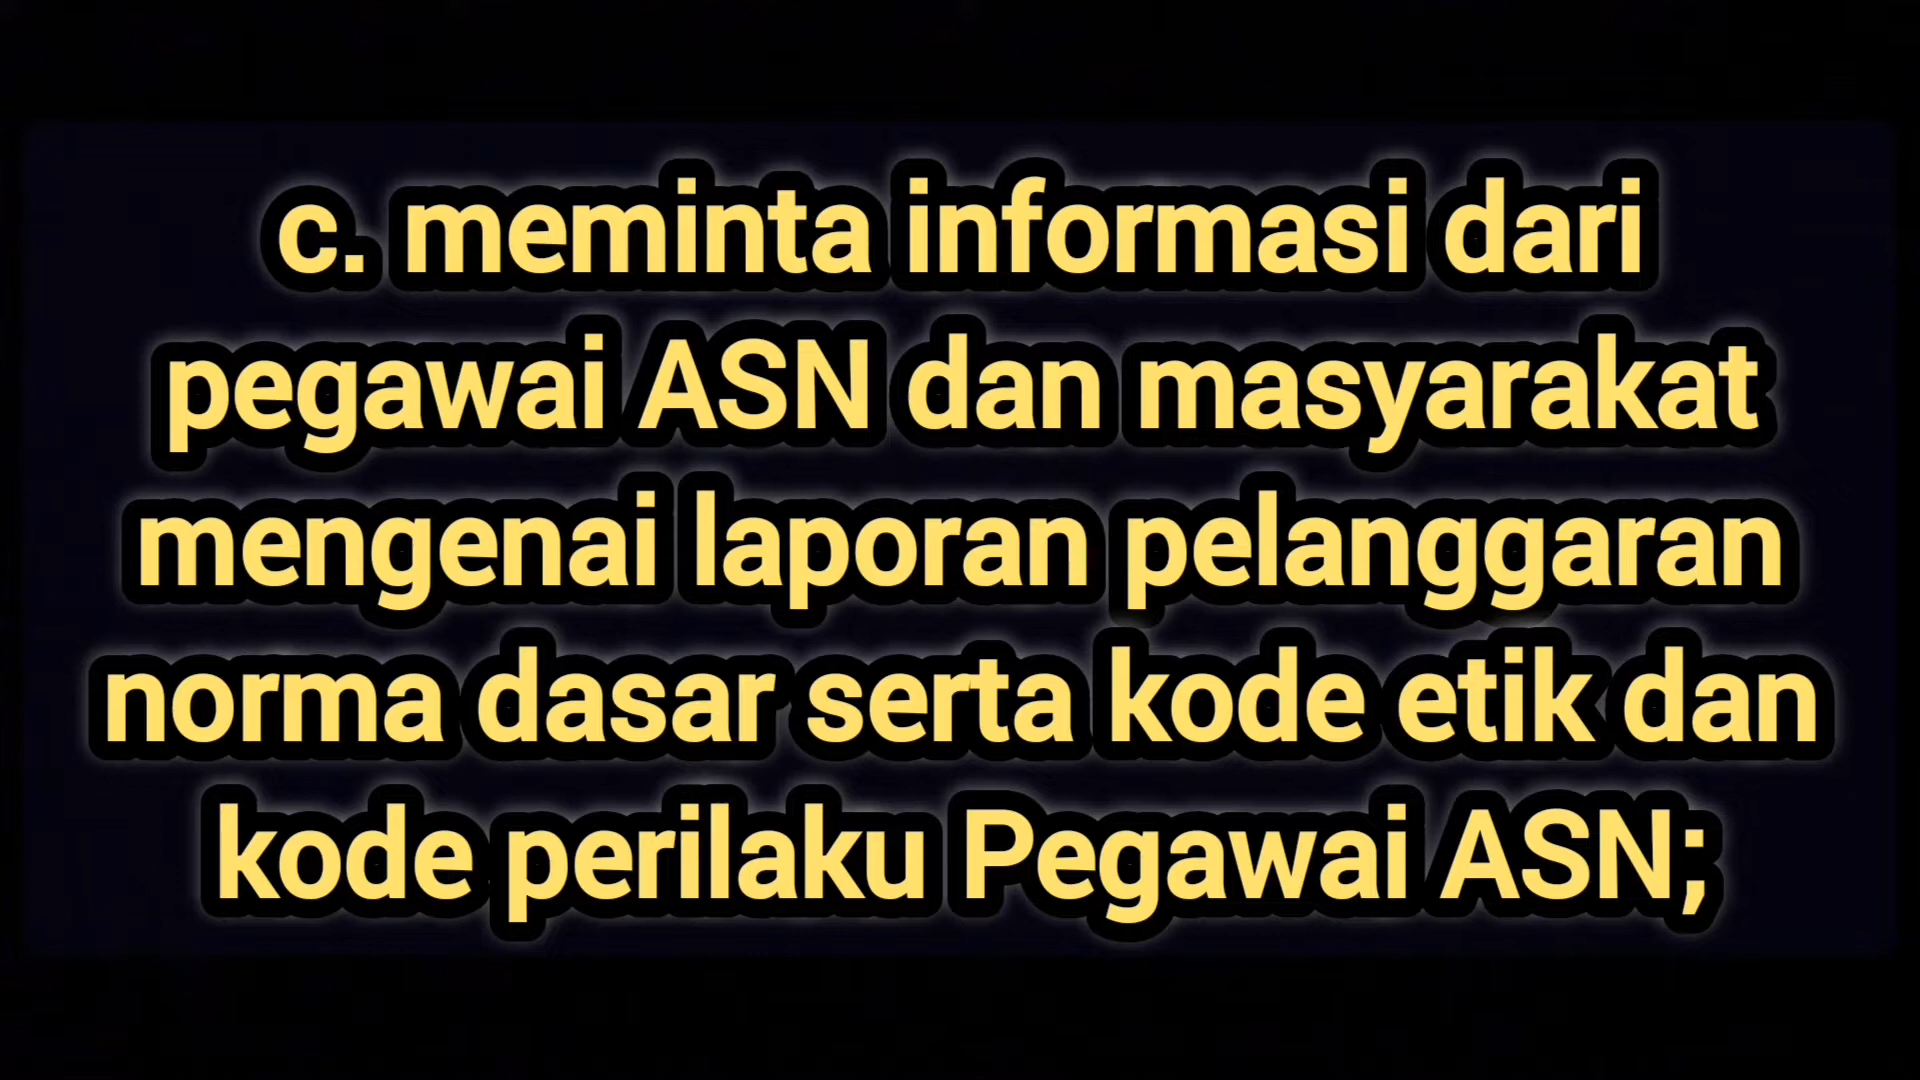 c. meminta informasi dari
pegawai ASN dan masyarakat
mengenai laporan pelanggaran
norma dasar serta kode etik dan
kode perilaku Pegawai ASN;